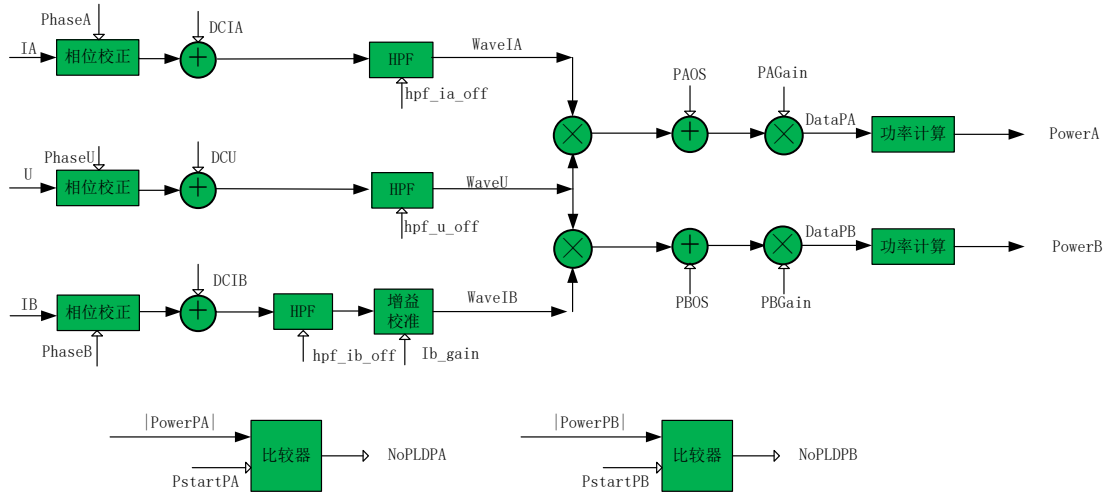 PhaseA
DCIA
IA
相位校正
HPF
WaveIA
hpf_ia_off
PAOS
PAGain
DataPA
功率计算
PowerA
PhaseU
DCU
U
相位校正
HPF
WaveU
hpf_u_off
DataPB
功率计算
PowerB
PBOS
PBGain
DCIB
IB
相位校正
HPF
增益
校准
WaveIB
PhaseB
hpf_ib_off
Ib_gain
|PowerPA|
比较器
NoPLDPA
PstartPA
|PowerPB|
比较器
NoPLDPB
PstartPB